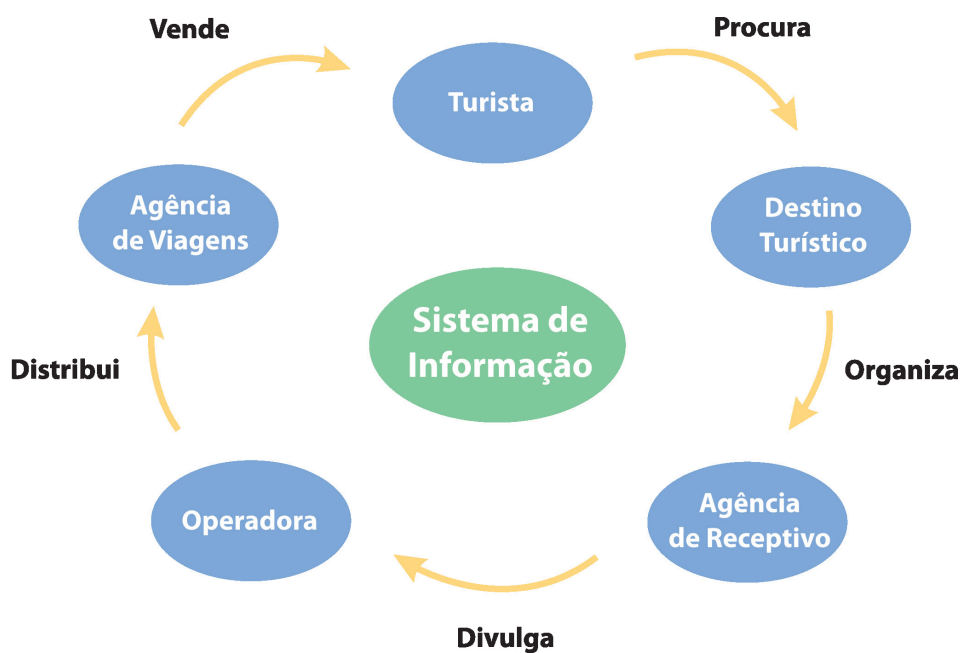 Vende
Procura
Turista
Agência
de Viagens
Destino
Turístico
Sistema de
Informação
Distribui
Organiza
Operadora
Agência
de Receptivo
Divulga